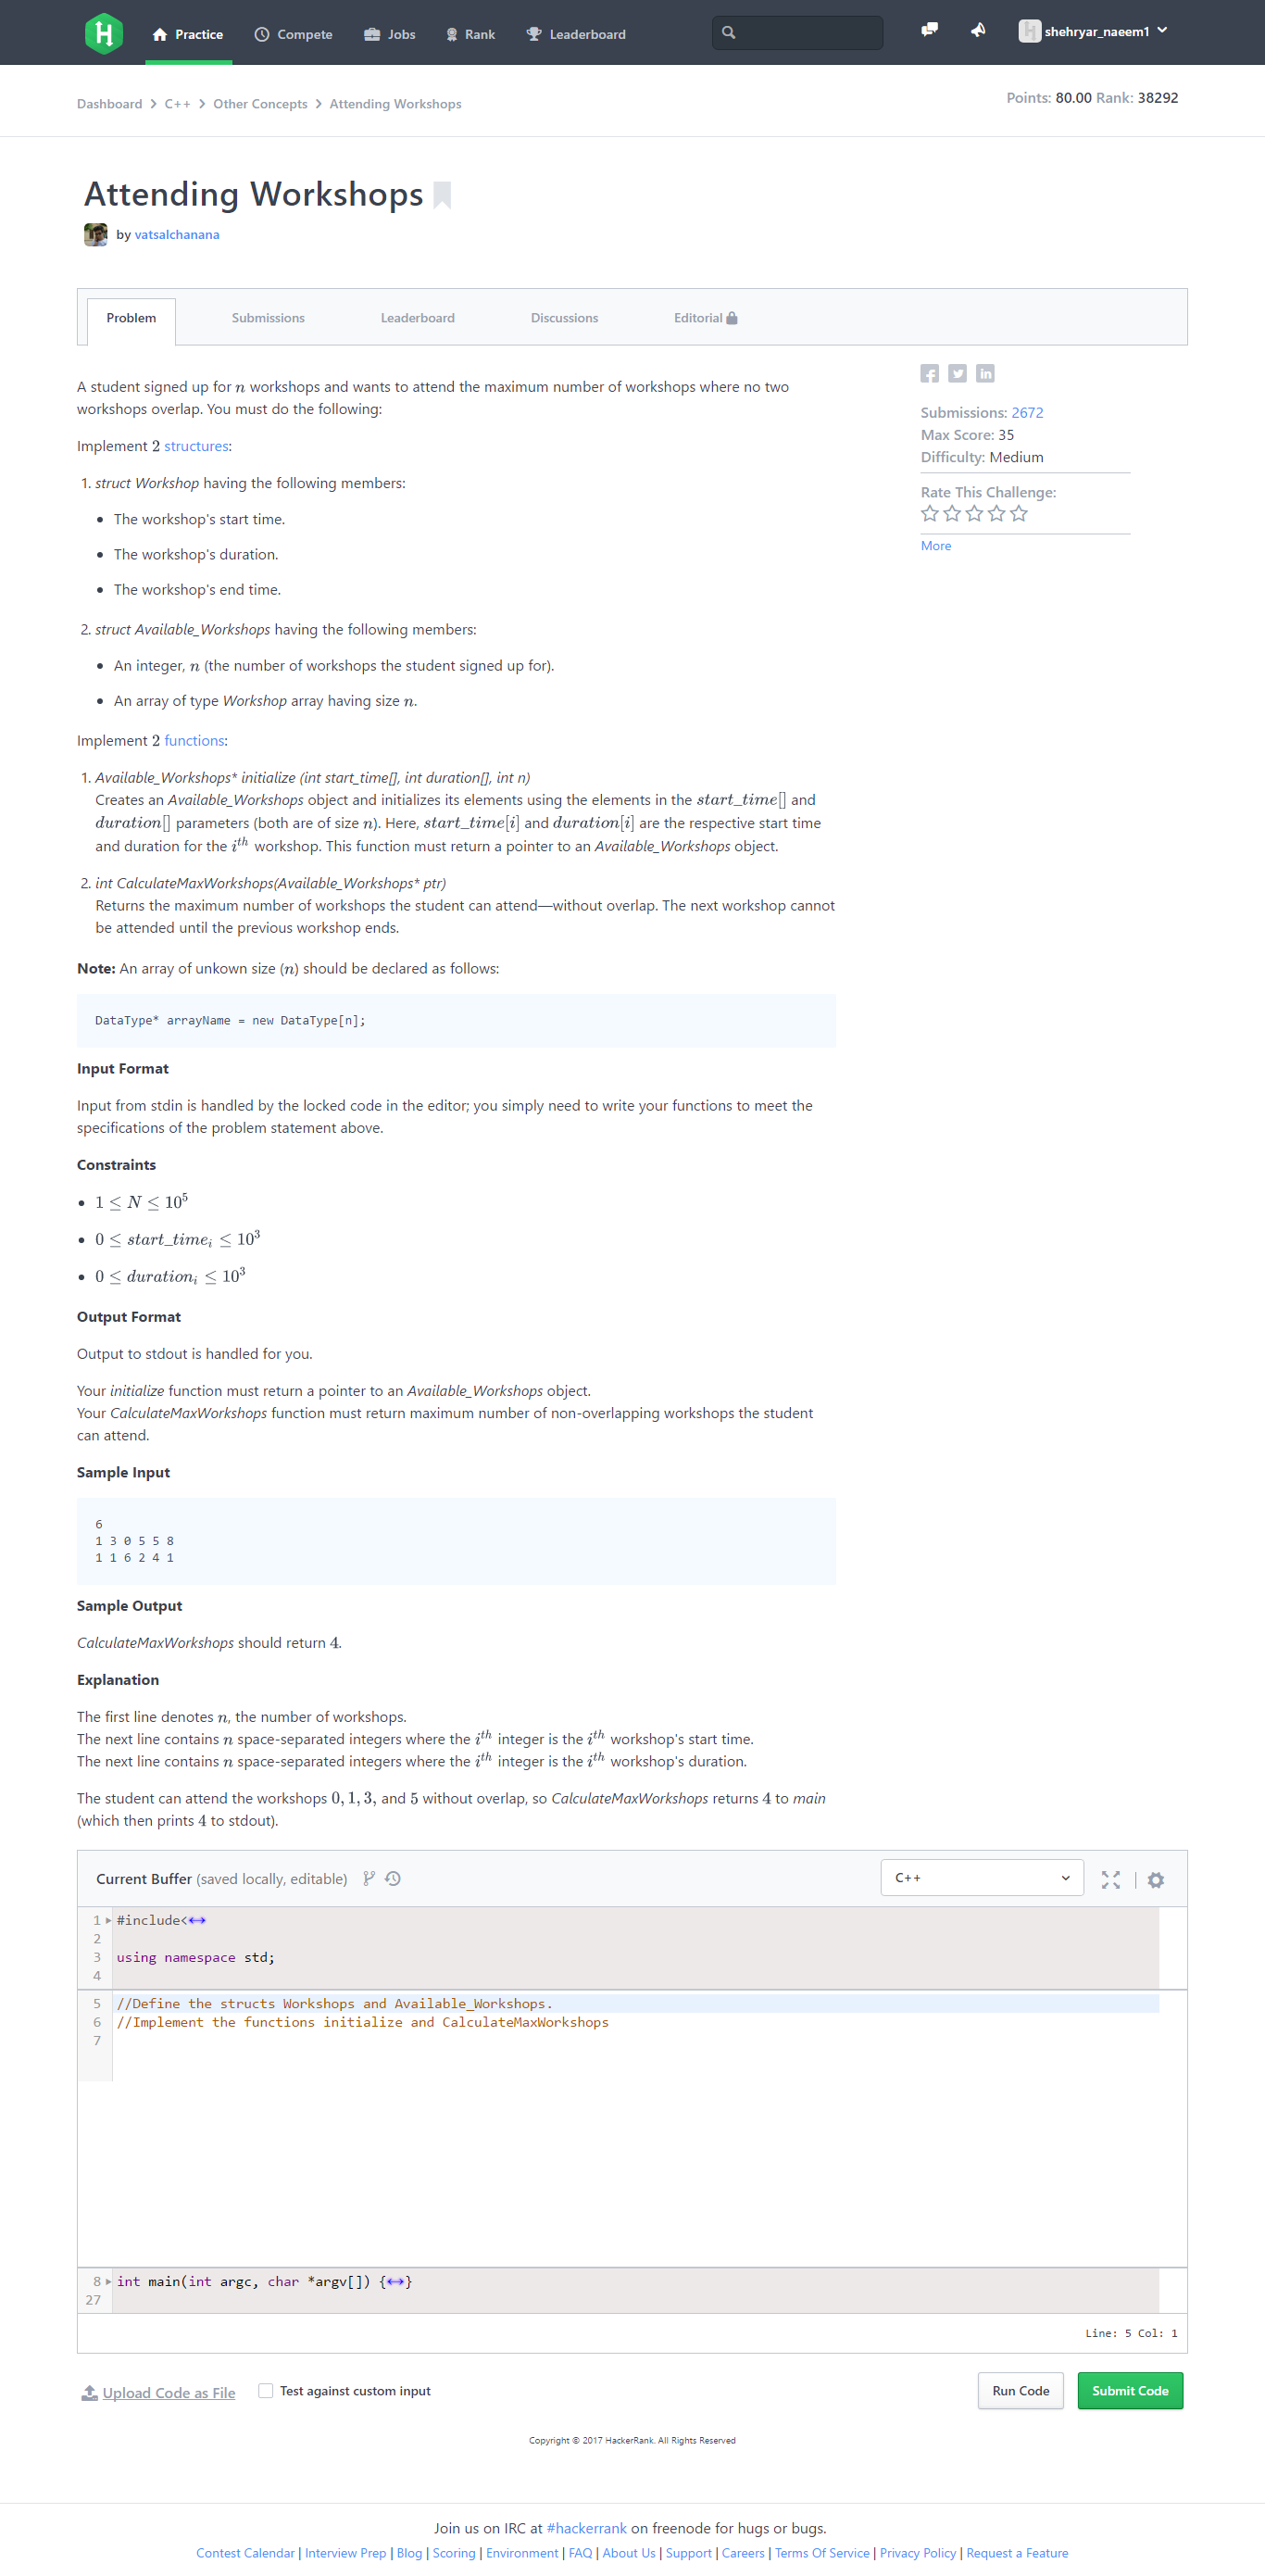 Practice Compete Jobs Rank Leaderboard shehryar_naeem1
Dashboard C++ Other Concepts Attending Workshops Points: 80.00 Rank: 38292
Attending Workshops
by vatsalchanana
Problem Submissions Leaderboard Discussions Editorial
A student signed up for n workshops and wants to attend the maximum number of workshops where no two
workshops overlap. You must do the following:
Submissions: 2672
Max Score: 35
Difficulty: Medium
Rate This Challenge:
More
Implement 2 structures:
1. struct Workshop having the following members:
• The workshop's start time.
• The workshop's duration.
• The workshop's end time.
2. struct Available_Workshops having the following members:
• An integer, n (the number of workshops the student signed up for).
• An array of type Workshop array having size n.
Implement 2 functions:
1. Available_Workshops* initialize (int start_time[], int duration[], int n)
Creates an Available_Workshops object and initializes its elements using the elements in the start_time[] and
duration[] parameters (both are of size n). Here, start_time[i] and duration[i] are the respective start time
and duration for the i^th workshop. This function must return a pointer to an Available_Workshops object.
2. int CalculateMaxWorkshops(Available_Workshops* ptr)
Returns the maximum number of workshops the student can attend—without overlap. The next workshop cannot
be attended until the previous workshop ends.
Note: An array of unkown size (n) should be declared as follows:
DataType* arrayName = new DataType[n];
Input Format
Input from stdin is handled by the locked code in the editor; you simply need to write your functions to meet the
specifications of the problem statement above.
Constraints
• 1 ≤ N ≤ 10^5
• 0 ≤ start_time_i ≤ 10^3
• 0 ≤ duration_i ≤ 10^3
Output Format
Output to stdout is handled for you.
Your initialize function must return a pointer to an Available_Workshops object.
Your CalculateMaxWorkshops function must return maximum number of non-overlapping workshops the student
can attend.
Sample Input
6
1 3 0 5 5 8
1 1 6 2 4 1
Sample Output
CalculateMaxWorkshops should return 4.
Explanation
The first line denotes n, the number of workshops.
The next line contains n space-separated integers where the i^th integer is the i^th workshop's start time.
The next line contains n space-separated integers where the i^th integer is the i^th workshop's duration.
The student can attend the workshops 0, 1, 3, and 5 without overlap, so CalculateMaxWorkshops returns 4 to main
(which then prints 4 to stdout).
Current Buffer (saved locally, editable) C++
1 #include<↔
2
3 using namespace std;
4
5 //Define the structs Workshops and Available_Workshops.
6 //Implement the functions initialize and CalculateMaxWorkshops
7
8 int main(int argc, char *argv[]) {↔}
27
Line: 5 Col: 1
Upload Code as File Test against custom input Run Code Submit Code
Copyright © 2017 HackerRank. All Rights Reserved
Join us on IRC at #hackerrank on freenode for hugs or bugs.
Contest Calendar | Interview Prep | Blog | Scoring | Environment | FAQ | About Us | Support | Careers | Terms Of Service | Privacy Policy | Request a Feature